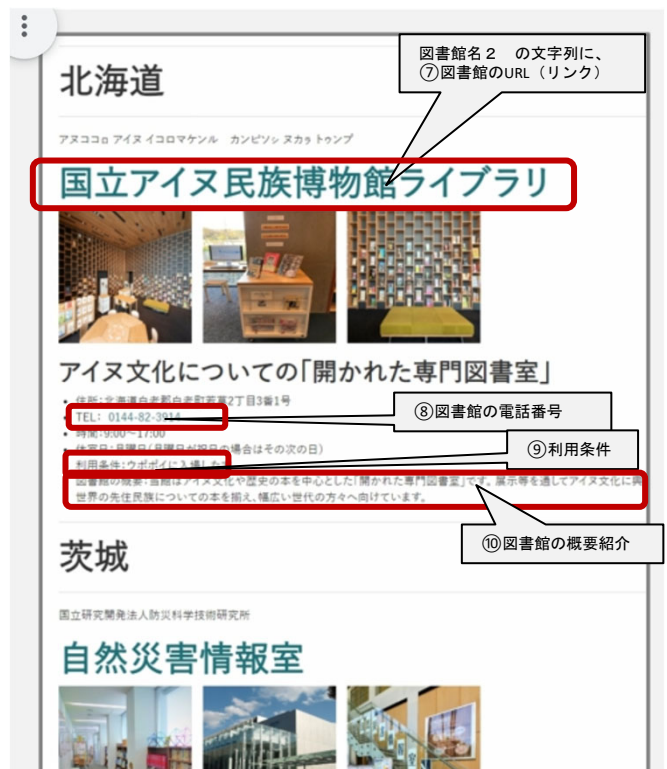 図書館名２　の文字列に、
⑦図書館のURL（リンク）
北海道
アヌココㇿ アイヌ イコロマケンル　カンピソㇱ ヌカㇻ トゥンプ
国立アイヌ民族博物館ライブラリ
アイヌ文化についての「開かれた専門図書室」
• 住所:北海道白老郡白老町若草2丁目3番1号
• TEL: 0144-82-3914
⑧図書館の電話番号
• 時間:9:00～17:00
• 休室日:月曜日(月曜日が祝日の場合はその次の日)
⑨利用条件
利用条件:ウポポイに入場した
図書館の概要:当館はアイヌ文化や歴史の本を中心とした「開かれた専門図書室」です。展示等を通してアイヌ文化に興
世界の先住民族についての本を揃え、幅広い世代の方々へ向けています。
⑩図書館の概要紹介
茨城
国立研究開発法人防災科学技術研究所
自然災害情報室